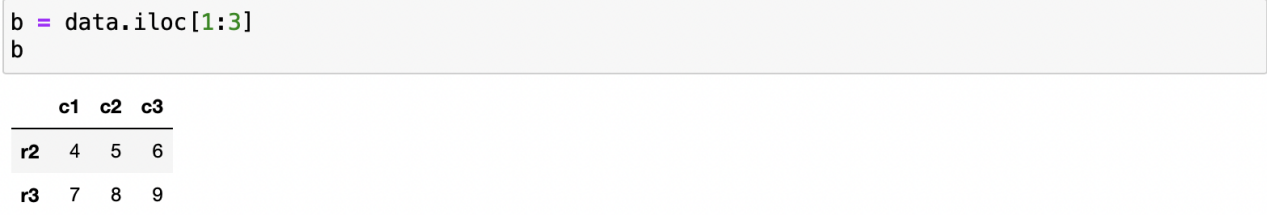 b = data.iloc[1:3]
b
c1 c2 c3
r2 4 5 6
r3 7 8 9